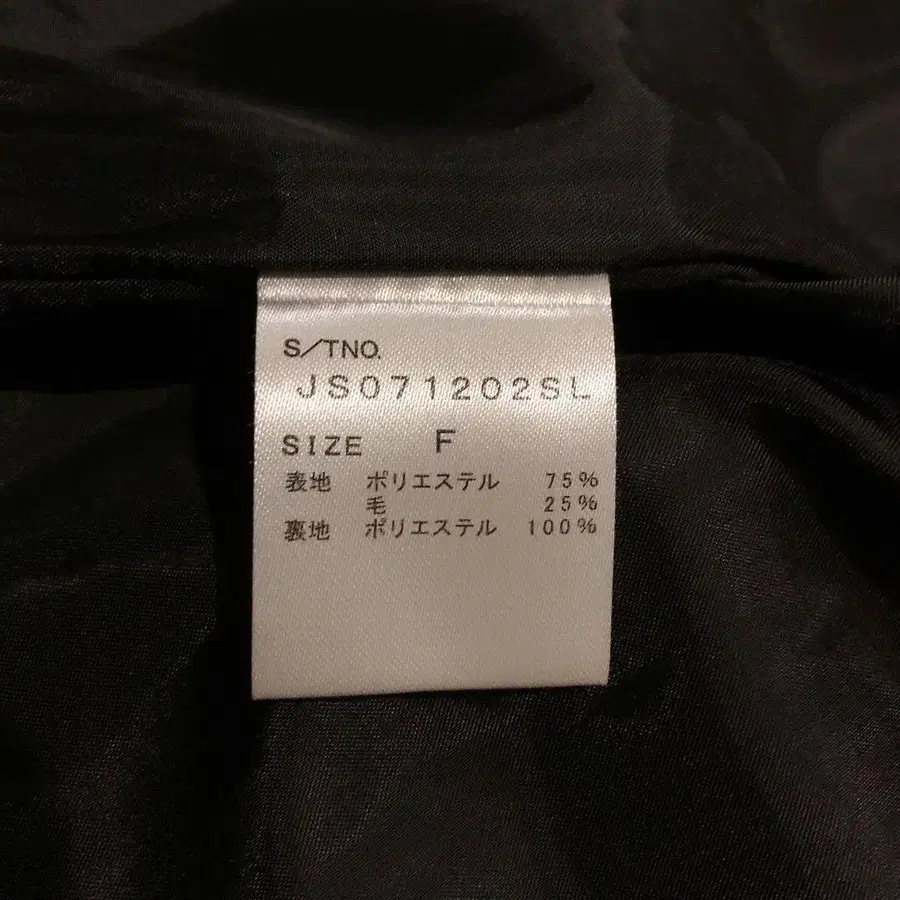 S/TNO.
JS071202SL
SIZE F
表地 ポリエステル 75%
毛 25%
裏地 ポリエステル 100%